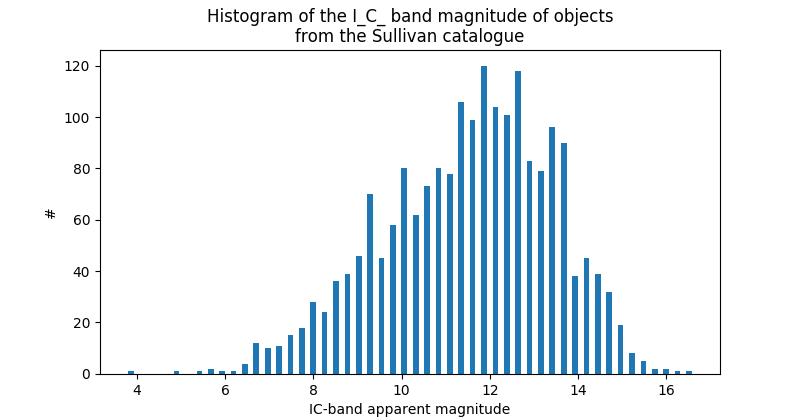 Histogram of the I_C_ band magnitude of objects
from the Sullivan catalogue
120
100
80
60
40
20
0
#
4 6 8 10 12 14 16
IC-band apparent magnitude